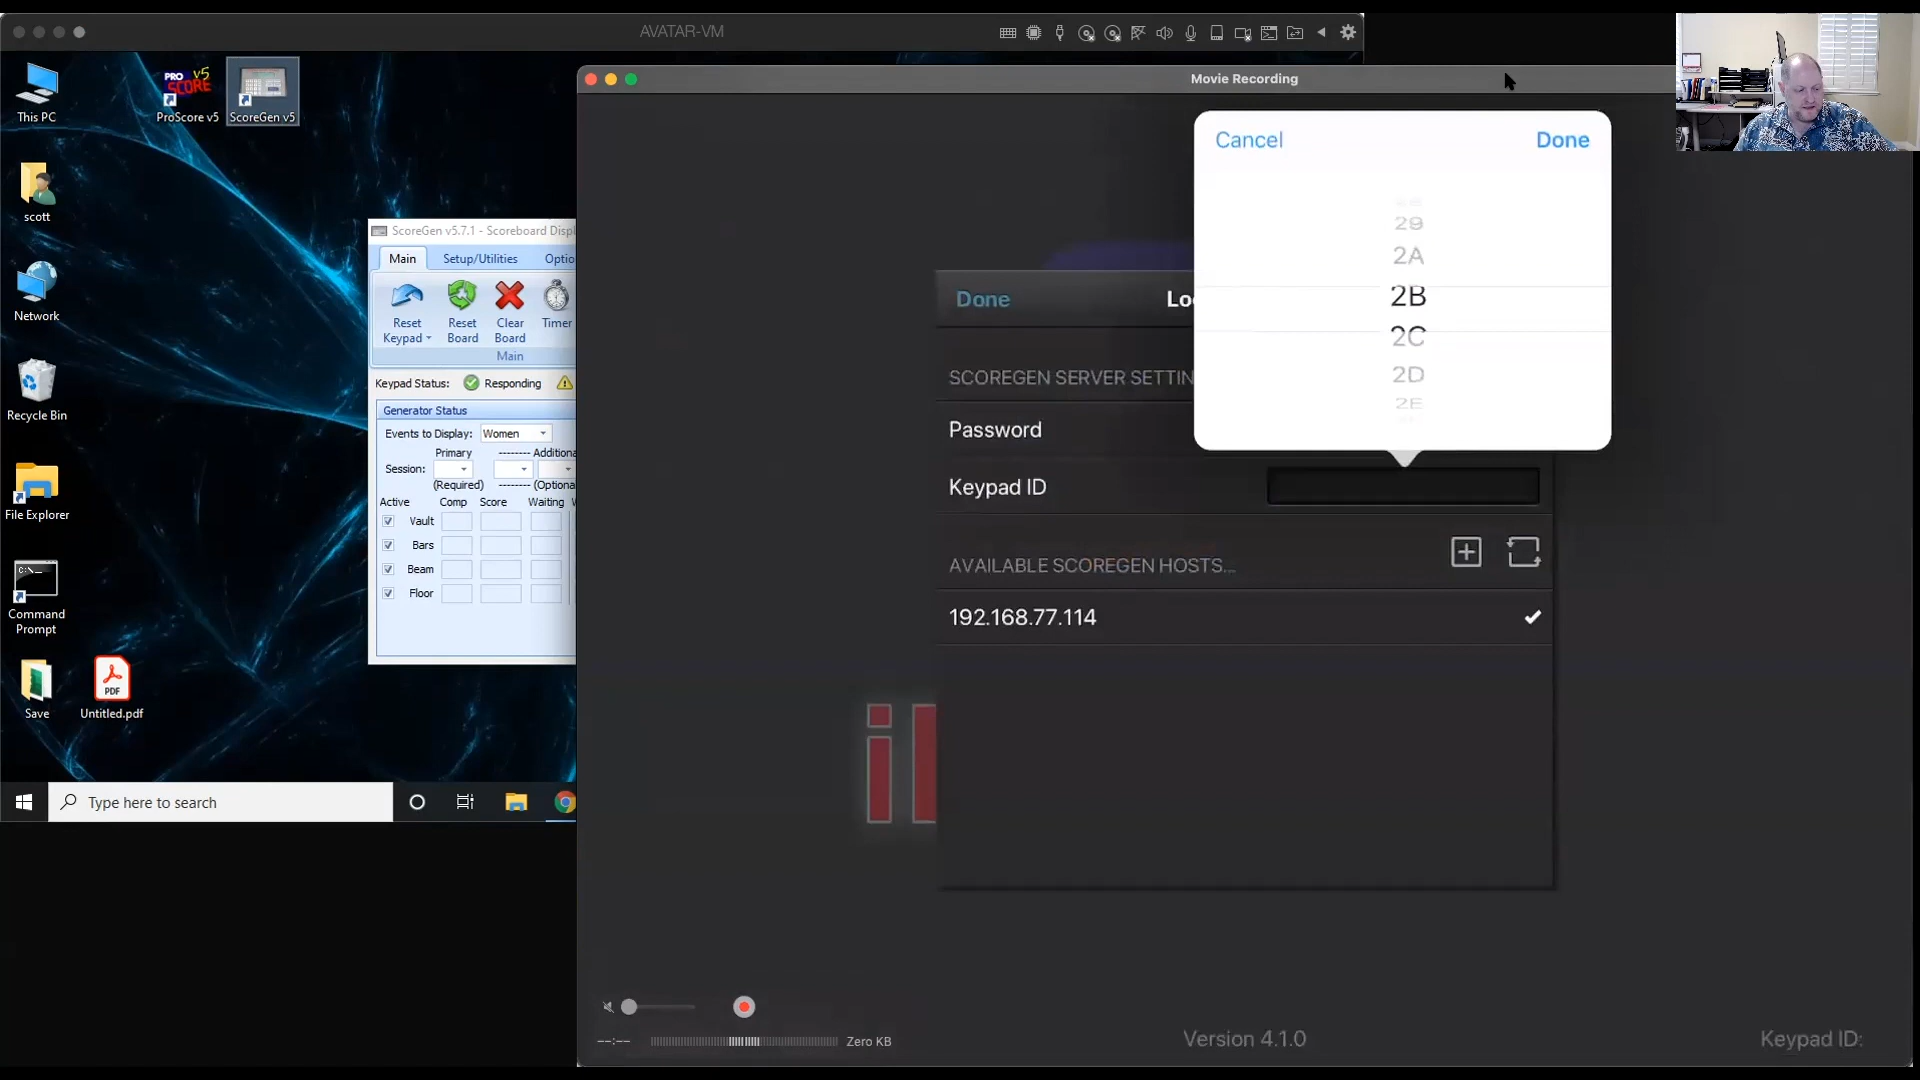 AVATAR-VM
This PC
PRO v5
SCORE
ProScore v5
ScoreGen v5
scott
Network
Recycle Bin
File Explorer
C:\
Command
Prompt
Save
PDF
Untitled.pdf
ScoreGen v5.7.1 - Scoreboard Displ
Main
Setup/Utilities
Optio
Reset
Keypad
Reset
Board
Clear
Board
Timer
Main
Keypad Status:
Responding
Generator Status
Events to Display:
Women
Primary
-------- Additiona
Session:
(Required)
-------- (Optiona
Active
Comp
Score
Waiting
Vault
Bars
Beam
Floor
Type here to search
Movie Recording
Cancel
Done
29
2A
2B
2C
2D
2E
Done
Lo
SCOREGEN SERVER SETTIN
Password
Keypad ID
AVAILABLE SCOREGEN HOSTS...
192.168.77.114
--:--
Zero KB
Version 4.1.0
Keypad ID: